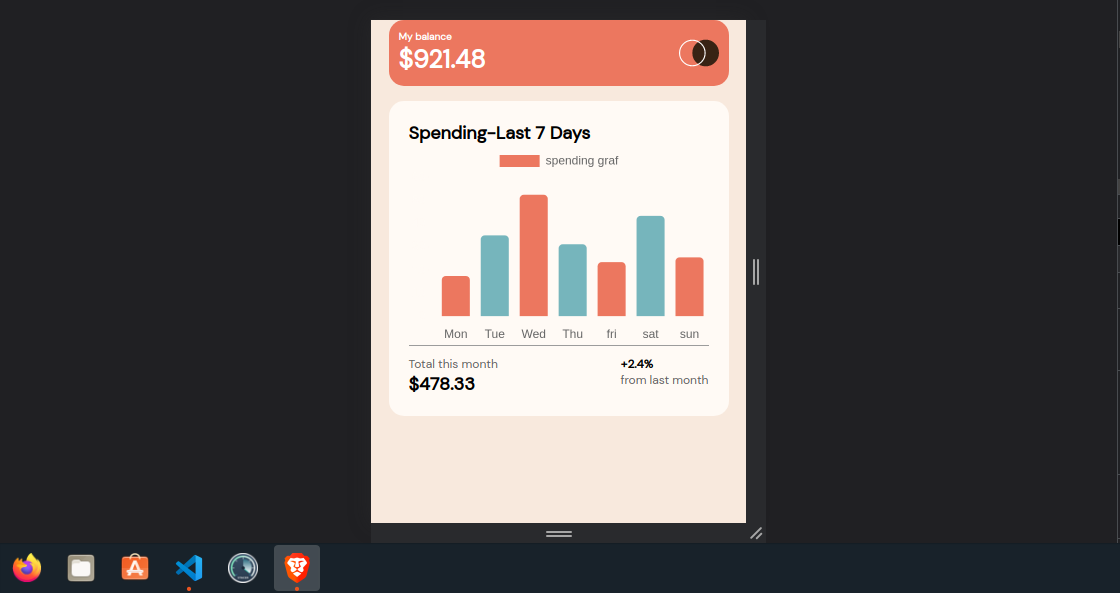 My balance
$921.48
Spending-Last 7 Days
spending graf
Mon Tue Wed Thu fri sat sun
Total this month
$478.33
+2.4%
from last month